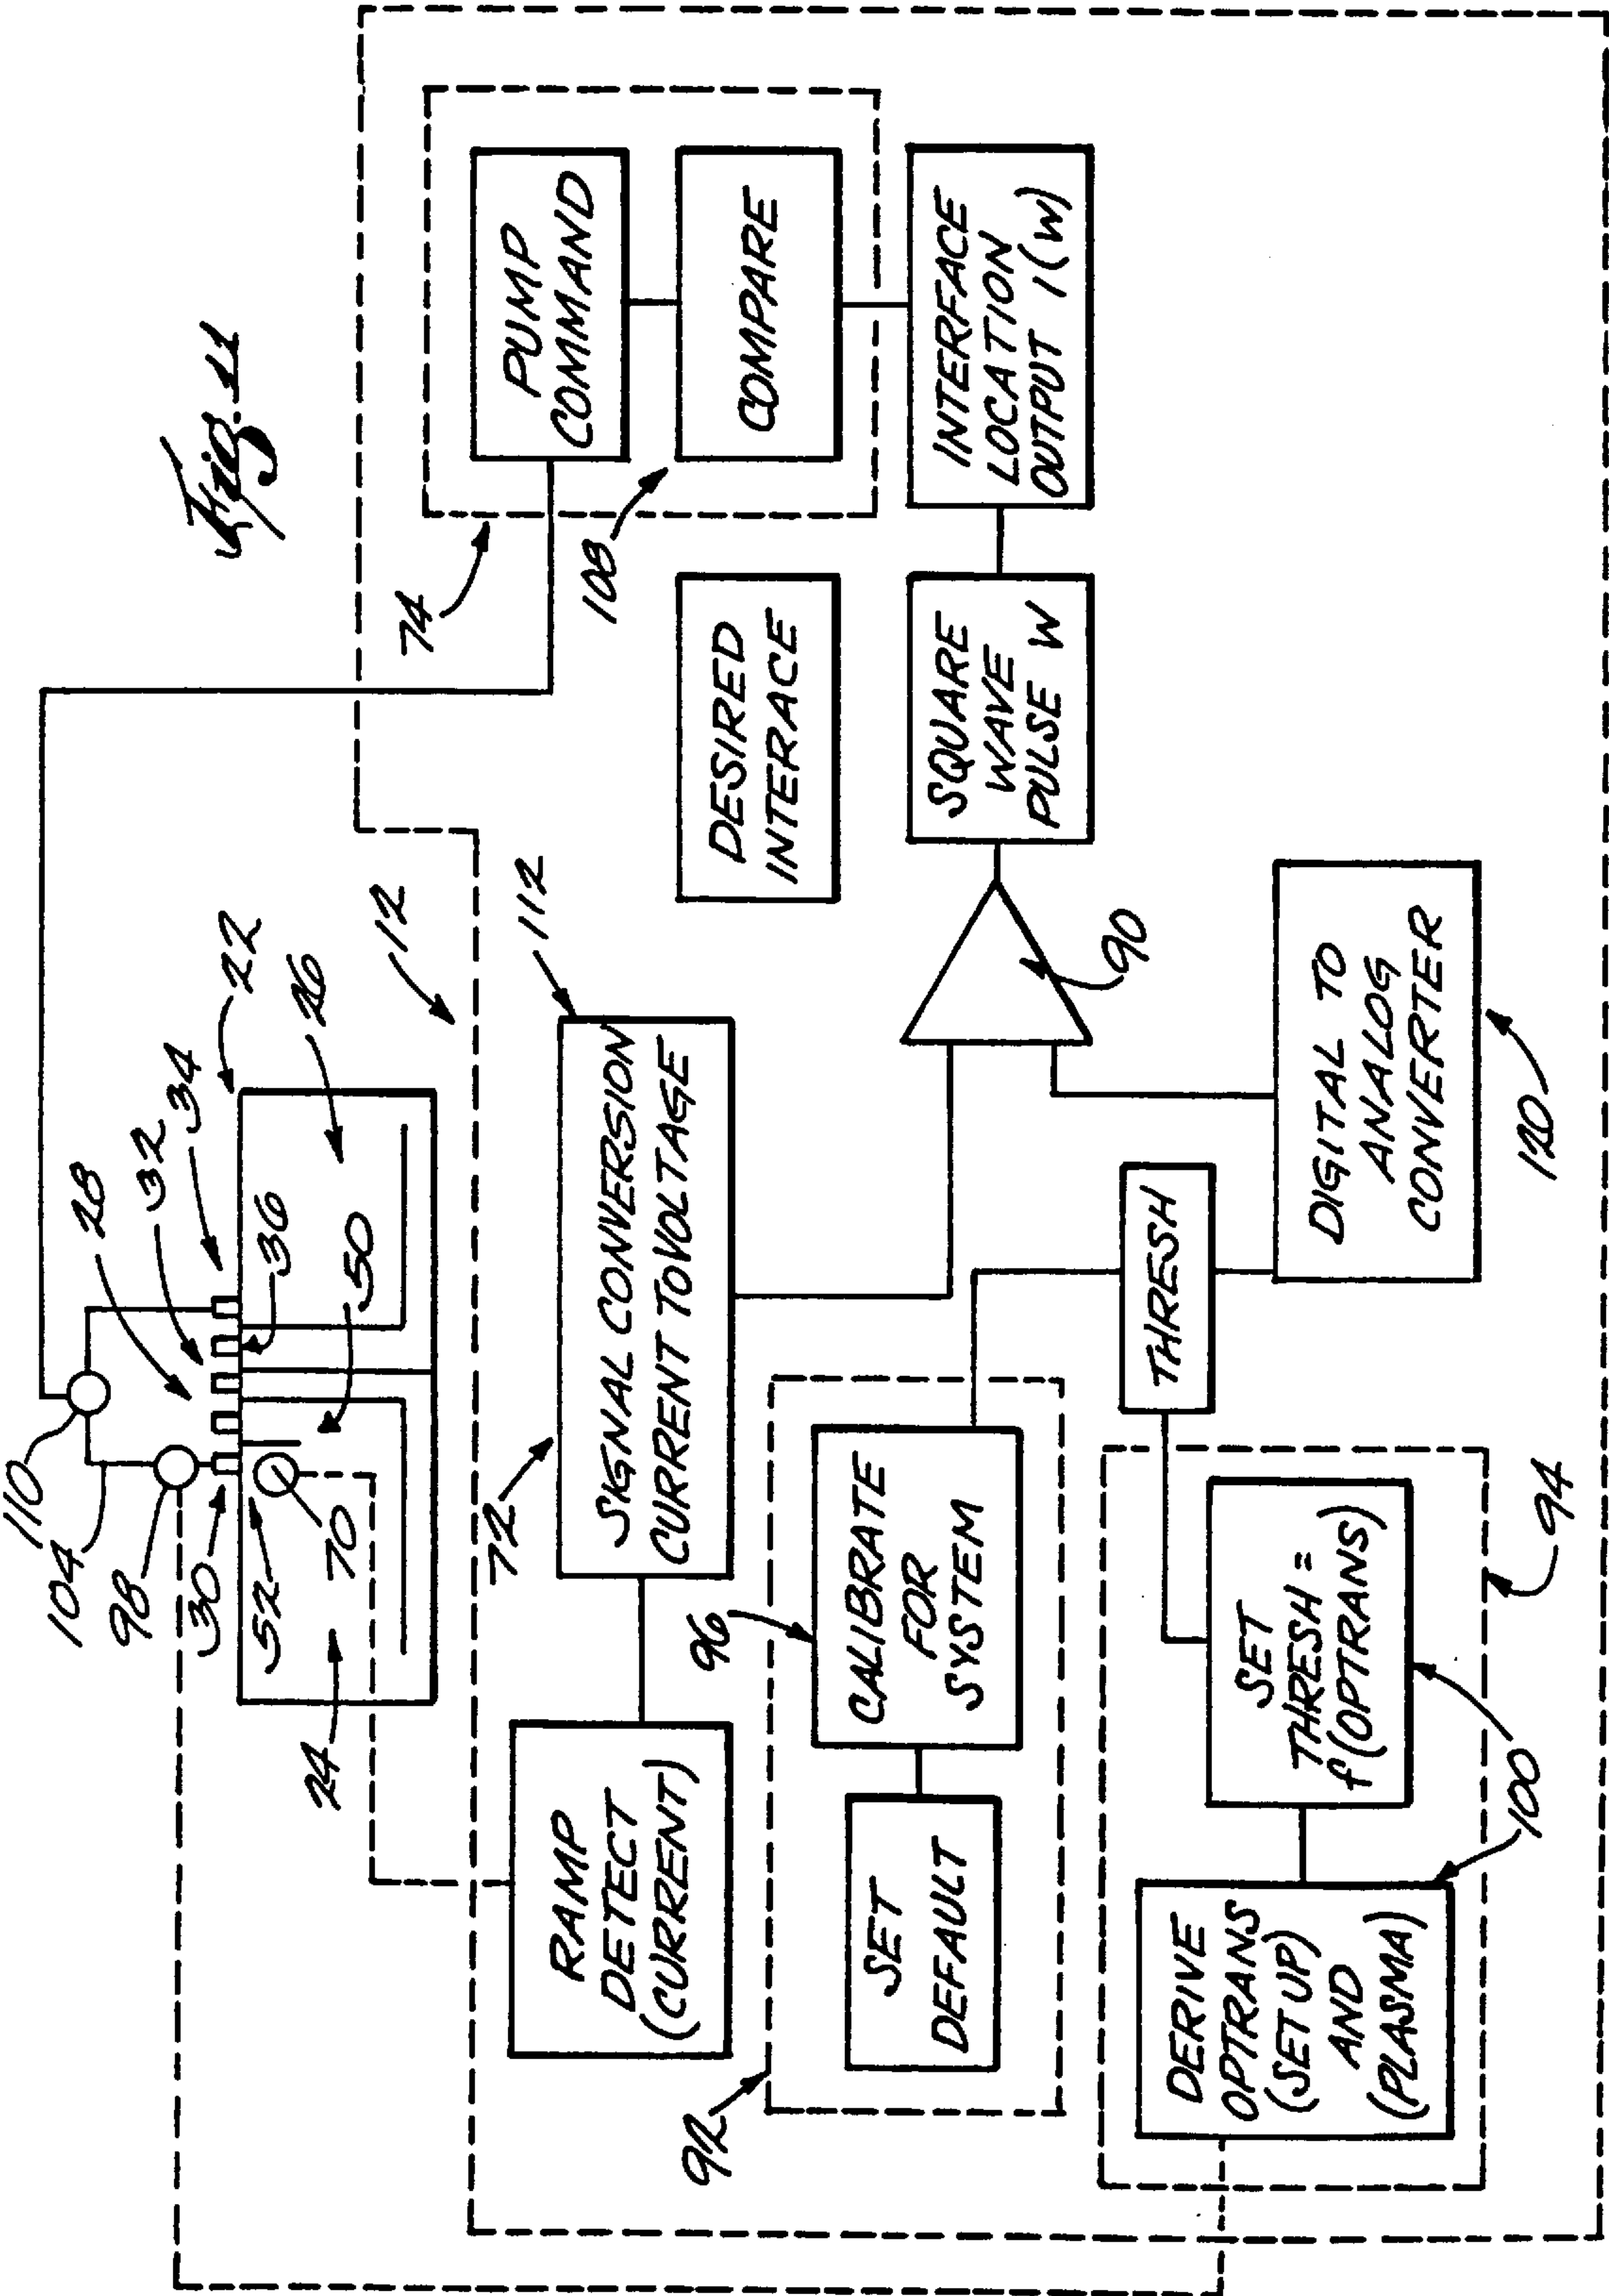 Fig. 11
110
104
98
30
52
70
24
28
32
34
36
50
22
26
12
74
PUMP
COMMAND
108
COMPARE
DESIRED
INTERACE
INTERFACE
LOCATION
OUTPUT I(W)
SQUARE
WAVE
PULSE W
90
112
72
SIGNAL CONVERSION
CURRENT TO VOLTAGE
RAMP
DETECT
(CURRENT)
96
CALIBRATE
FOR
SYSTEM
SET
DEFAULT
92
THRESH
DIGITAL TO
ANALOG
CONVERTER
120
SET
THRESH =
f(OPTRANS)
DERIVE
OPTRANS
(SET UP)
AND
(PLASMA)
100
94